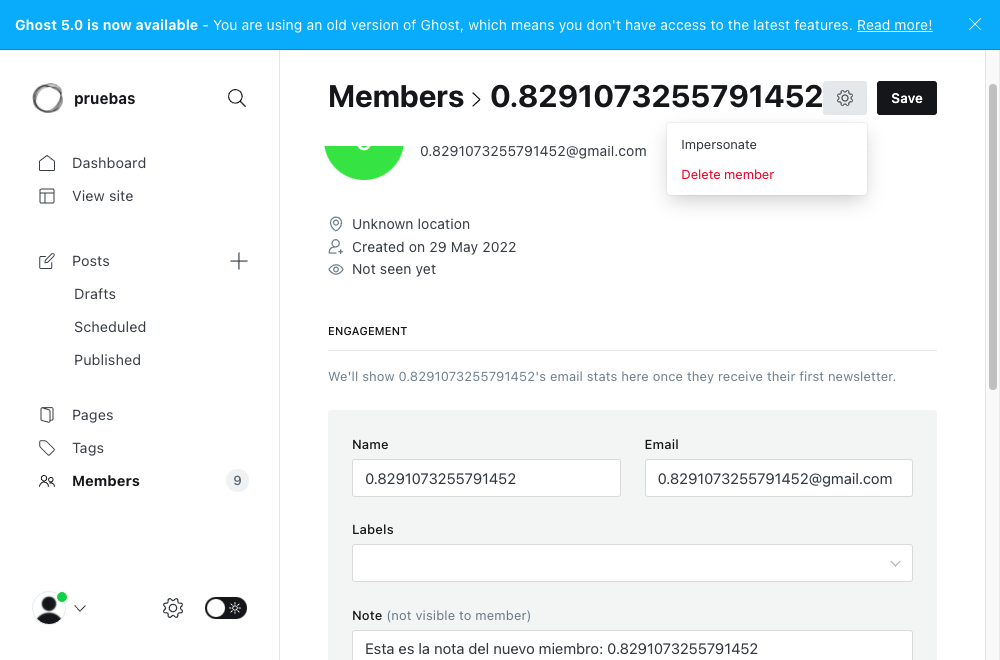 Ghost 5.0 is now available - You are using an old version of Ghost, which means you don't have access to the latest features. Read more!
pruebas
Dashboard
View site
Posts
Drafts
Scheduled
Published
Pages
Tags
Members 9
Members > 0.8291073255791452
Save
Impersonate
Delete member
0.8291073255791452@gmail.com
Unknown location
Created on 29 May 2022
Not seen yet
ENGAGEMENT
We'll show 0.8291073255791452's email stats here once they receive their first newsletter.
Name
0.8291073255791452
Email
0.8291073255791452@gmail.com
Labels
Note (not visible to member)
Esta es la nota del nuevo miembro: 0.8291073255791452